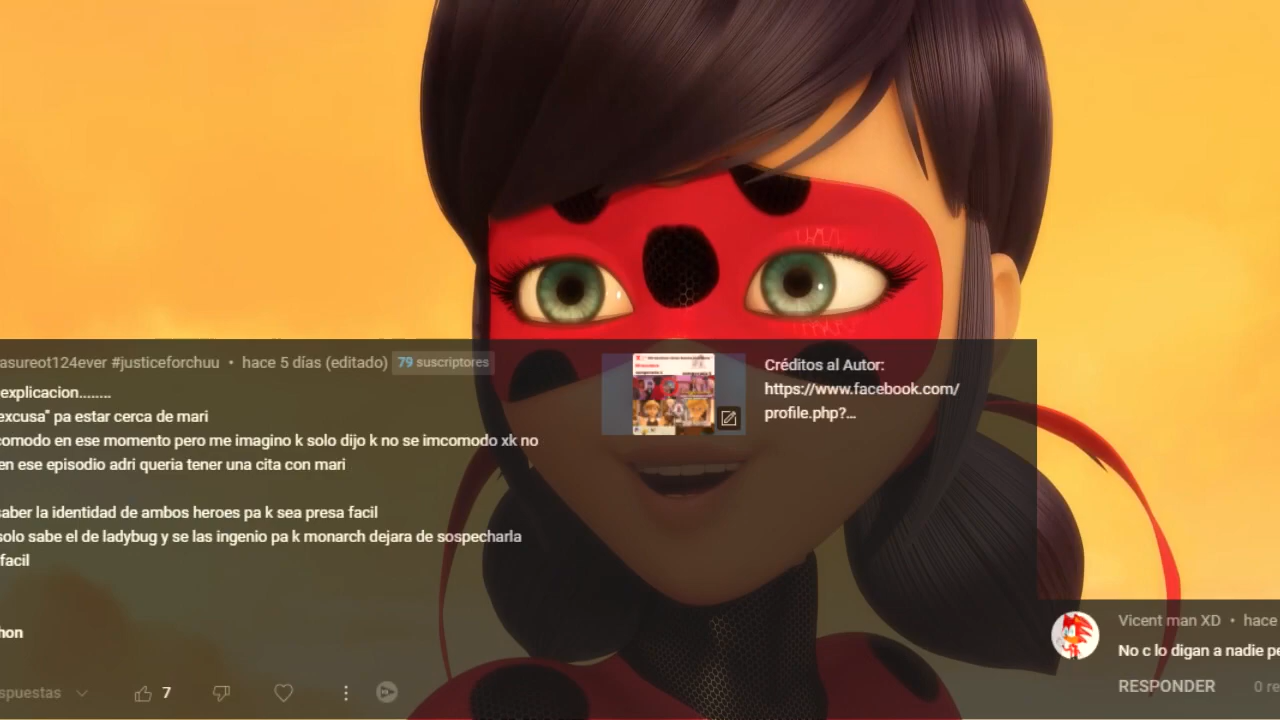 asureot124ever #justiceforchuu • hace 5 días (editado) 79 suscriptores
explicacion........
excusa" pa estar cerca de mari
comodo en ese momento pero me imagino k solo dijo k no se imcomodo xk no
en ese episodio adri queria tener una cita con mari
saber la identidad de ambos heroes pa k sea presa facil
solo sabe el de ladybug y se las ingenio pa k monarch dejara de sospecharla
facil
hon
spuestas
7
Créditos al Autor:
https://www.facebook.com/
profile.php?...
Vicent man XD • hace
No c lo digan a nadie pe
RESPONDER 0 re